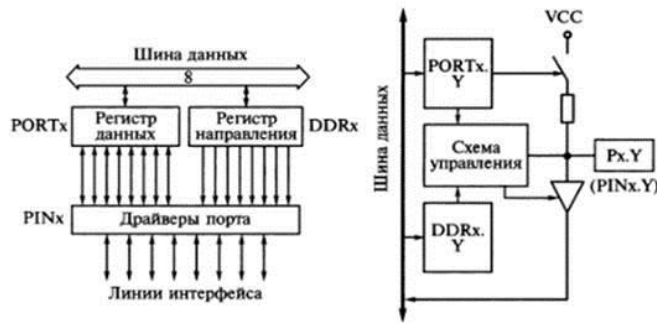 Шина данных
8
PORTx
Регистр
данных
Регистр
направления
DDRx
PINx
Драйверы порта
Линии интерфейса
VCC
Шина данных
PORTx.
Y
Схема
управления
Px.Y
(PINx.Y)
DDRx.
Y